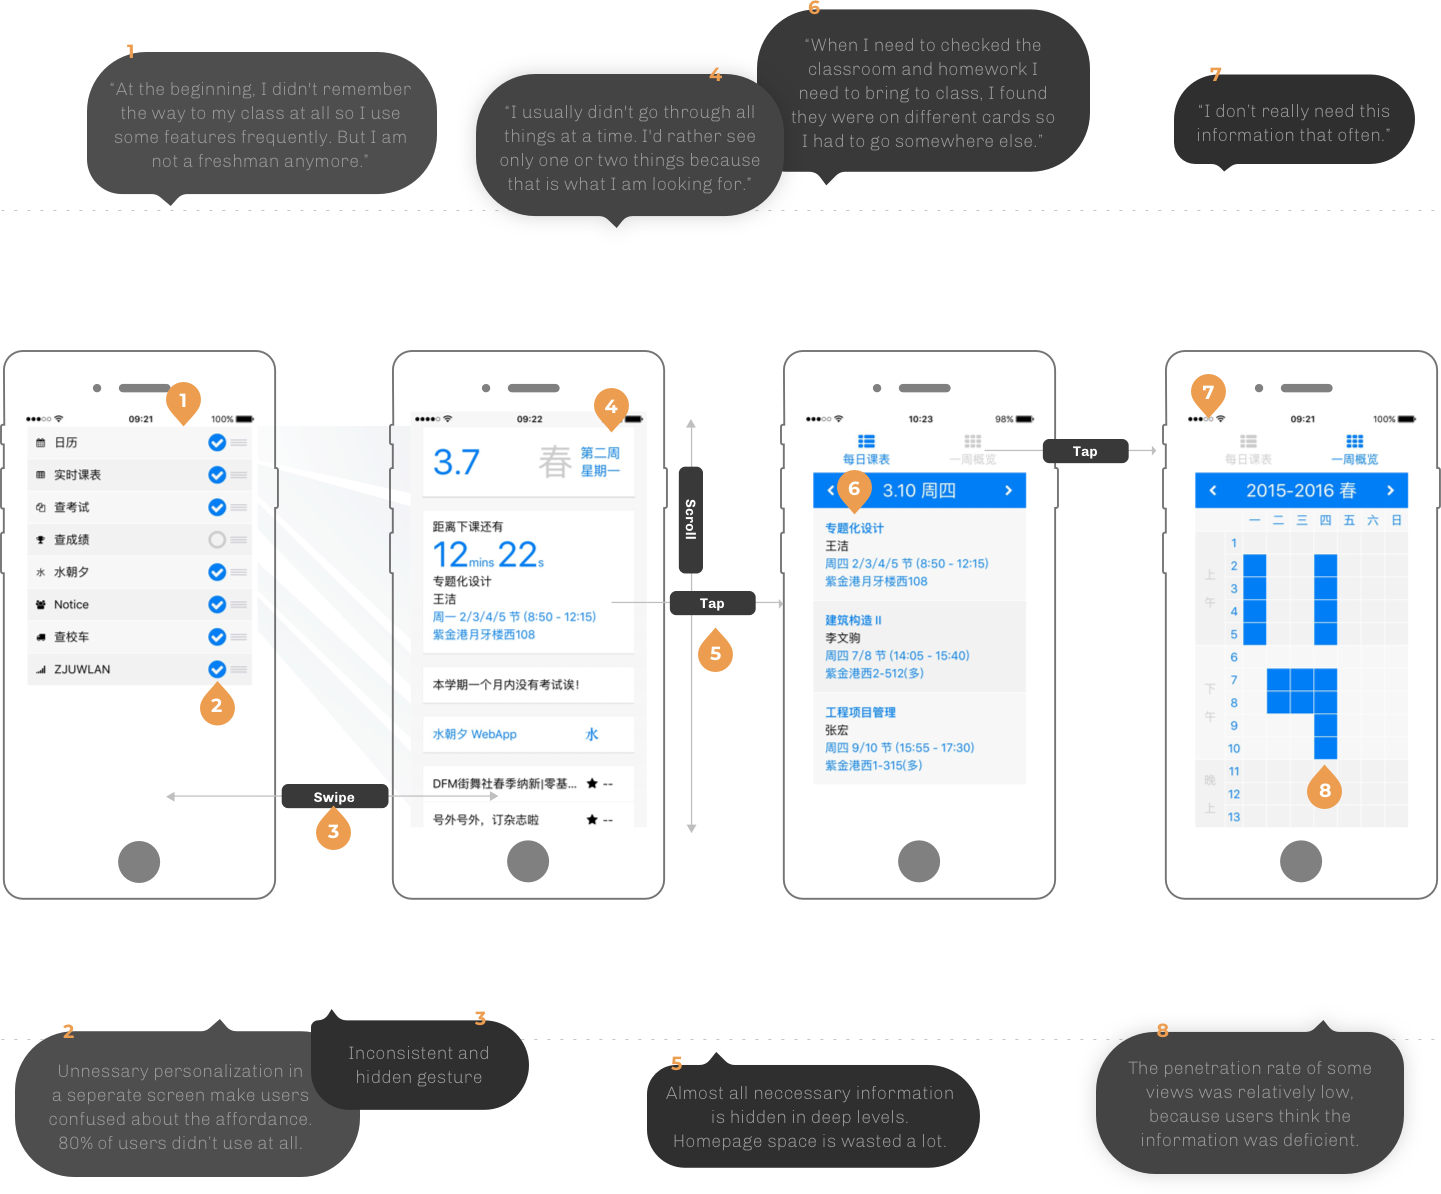 1
“At the beginning, I didn't remember
the way to my class at all so I use
some features frequently. But I am
not a freshman anymore.”
4
“I usually didn't go through all
things at a time. I'd rather see
only one or two things because
that is what I am looking for.”
6
“When I need to checked the
classroom and homework I
need to bring to class, I found
they were on different cards so
I had to go somewhere else.”
7
“I don't really need this
information that often.”
1
09:21 100%
日历
实时课表
查考试
查成绩
水 水朝夕
Notice
查校车
ZJUWLAN
2
Swipe
3
4
09:22
3.7 春 第二周
星期一
距离下课还有
12mins 22s
专题化设计
王洁
周一 2/3/4/5 节 (8:50 - 12:15)
紫金港月牙楼西108
本学期一个月内没有考试诶！
水朝夕 WebApp 水
DFM街舞社春季纳新|零基... ★ --
号外号外，订杂志啦 ★ --
Scroll
Tap
5
10:23 98%
每日课表 一周概览
6
3.10 周四
专题化设计
王洁
周四 2/3/4/5 节 (8:50 - 12:15)
紫金港月牙楼西108
建筑构造 II
李文驹
周四 7/8 节 (14:05 - 15:40)
紫金港西2-512(多)
工程项目管理
张宏
周四 9/10 节 (15:55 - 17:30)
紫金港西1-315(多)
Tap
7
09:21 100%
每日课表 一周概览
2015-2016 春
一 二 三 四 五 六 日
上午
下午
晚上
1
2
3
4
5
6
7
8
9
10
11
12
13
8
2
Unnessary personalization in
a seperate screen make users
confused about the affordance.
80% of users didn't use at all.
3
Inconsistent and
hidden gesture
5
Almost all neccessary information
is hidden in deep levels.
Homepage space is wasted a lot.
8
The penetration rate of some
views was relatively low,
because users think the
information was deficient.